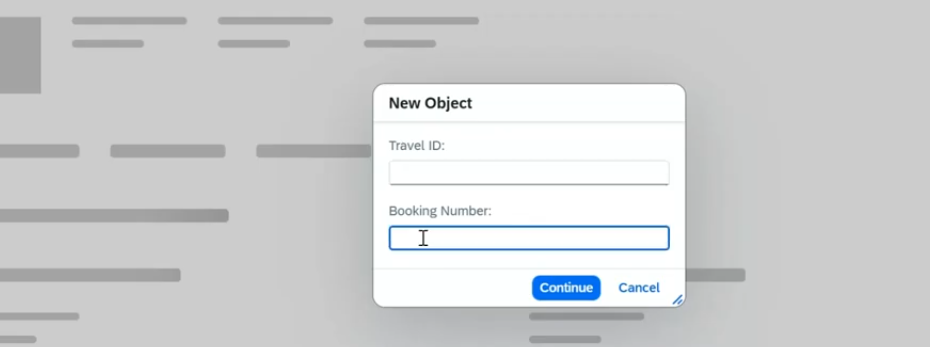 New Object
Travel ID:
Booking Number:
Continue Cancel